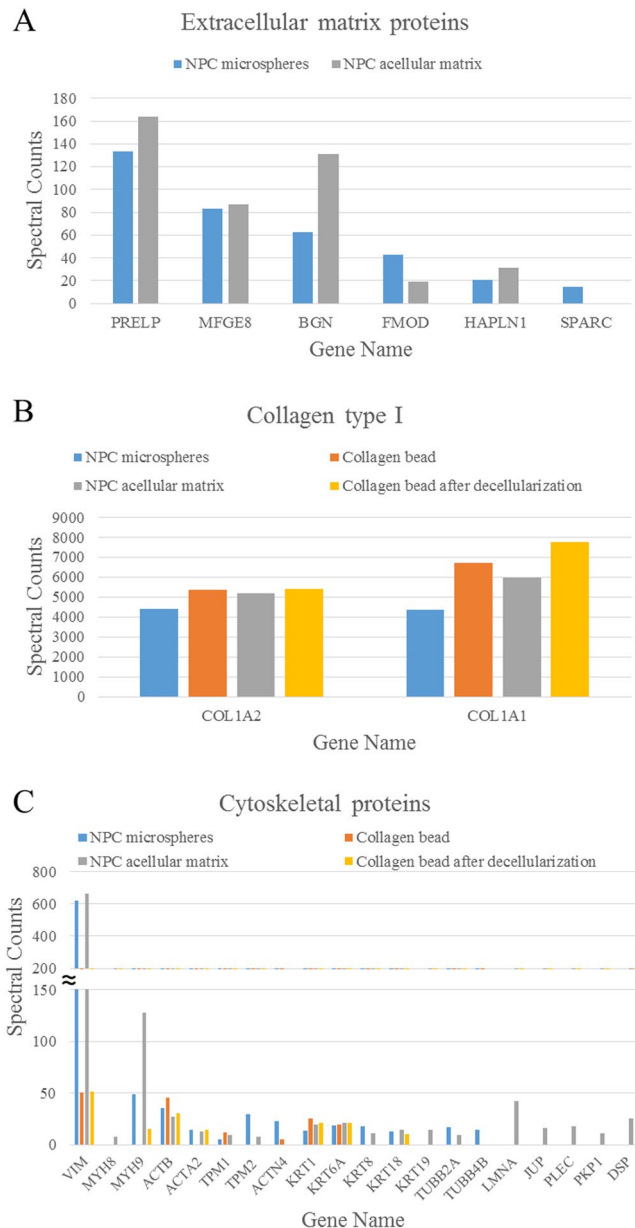 A
Extracellular matrix proteins
NPC microspheres NPC acellular matrix
180
160
140
120
100
80
60
40
20
0
Spectral Counts
PRELP MFGE8 BGN FMOD HAPLN1 SPARC
Gene Name
B
Collagen type I
NPC microspheres Collagen bead
NPC acellular matrix Collagen bead after decellularization
9000
8000
7000
6000
5000
4000
3000
2000
1000
0
Spectral Counts
COL1A2 COL1A1
Gene Name
C
Cytoskeletal proteins
NPC microspheres Collagen bead
NPC acellular matrix Collagen bead after decellularization
800
600
400
200
≈
150
100
50
0
Spectral Counts
VIM MYH8 MYH9 ACTB ACTA2 TPM1 TPM2 ACTN4 KRT1 KRT6A KRT8 KRT18 KRT19 TUBB2A TUBB4B LMNA JUP PLEC PKP1 DSP
Gene Name